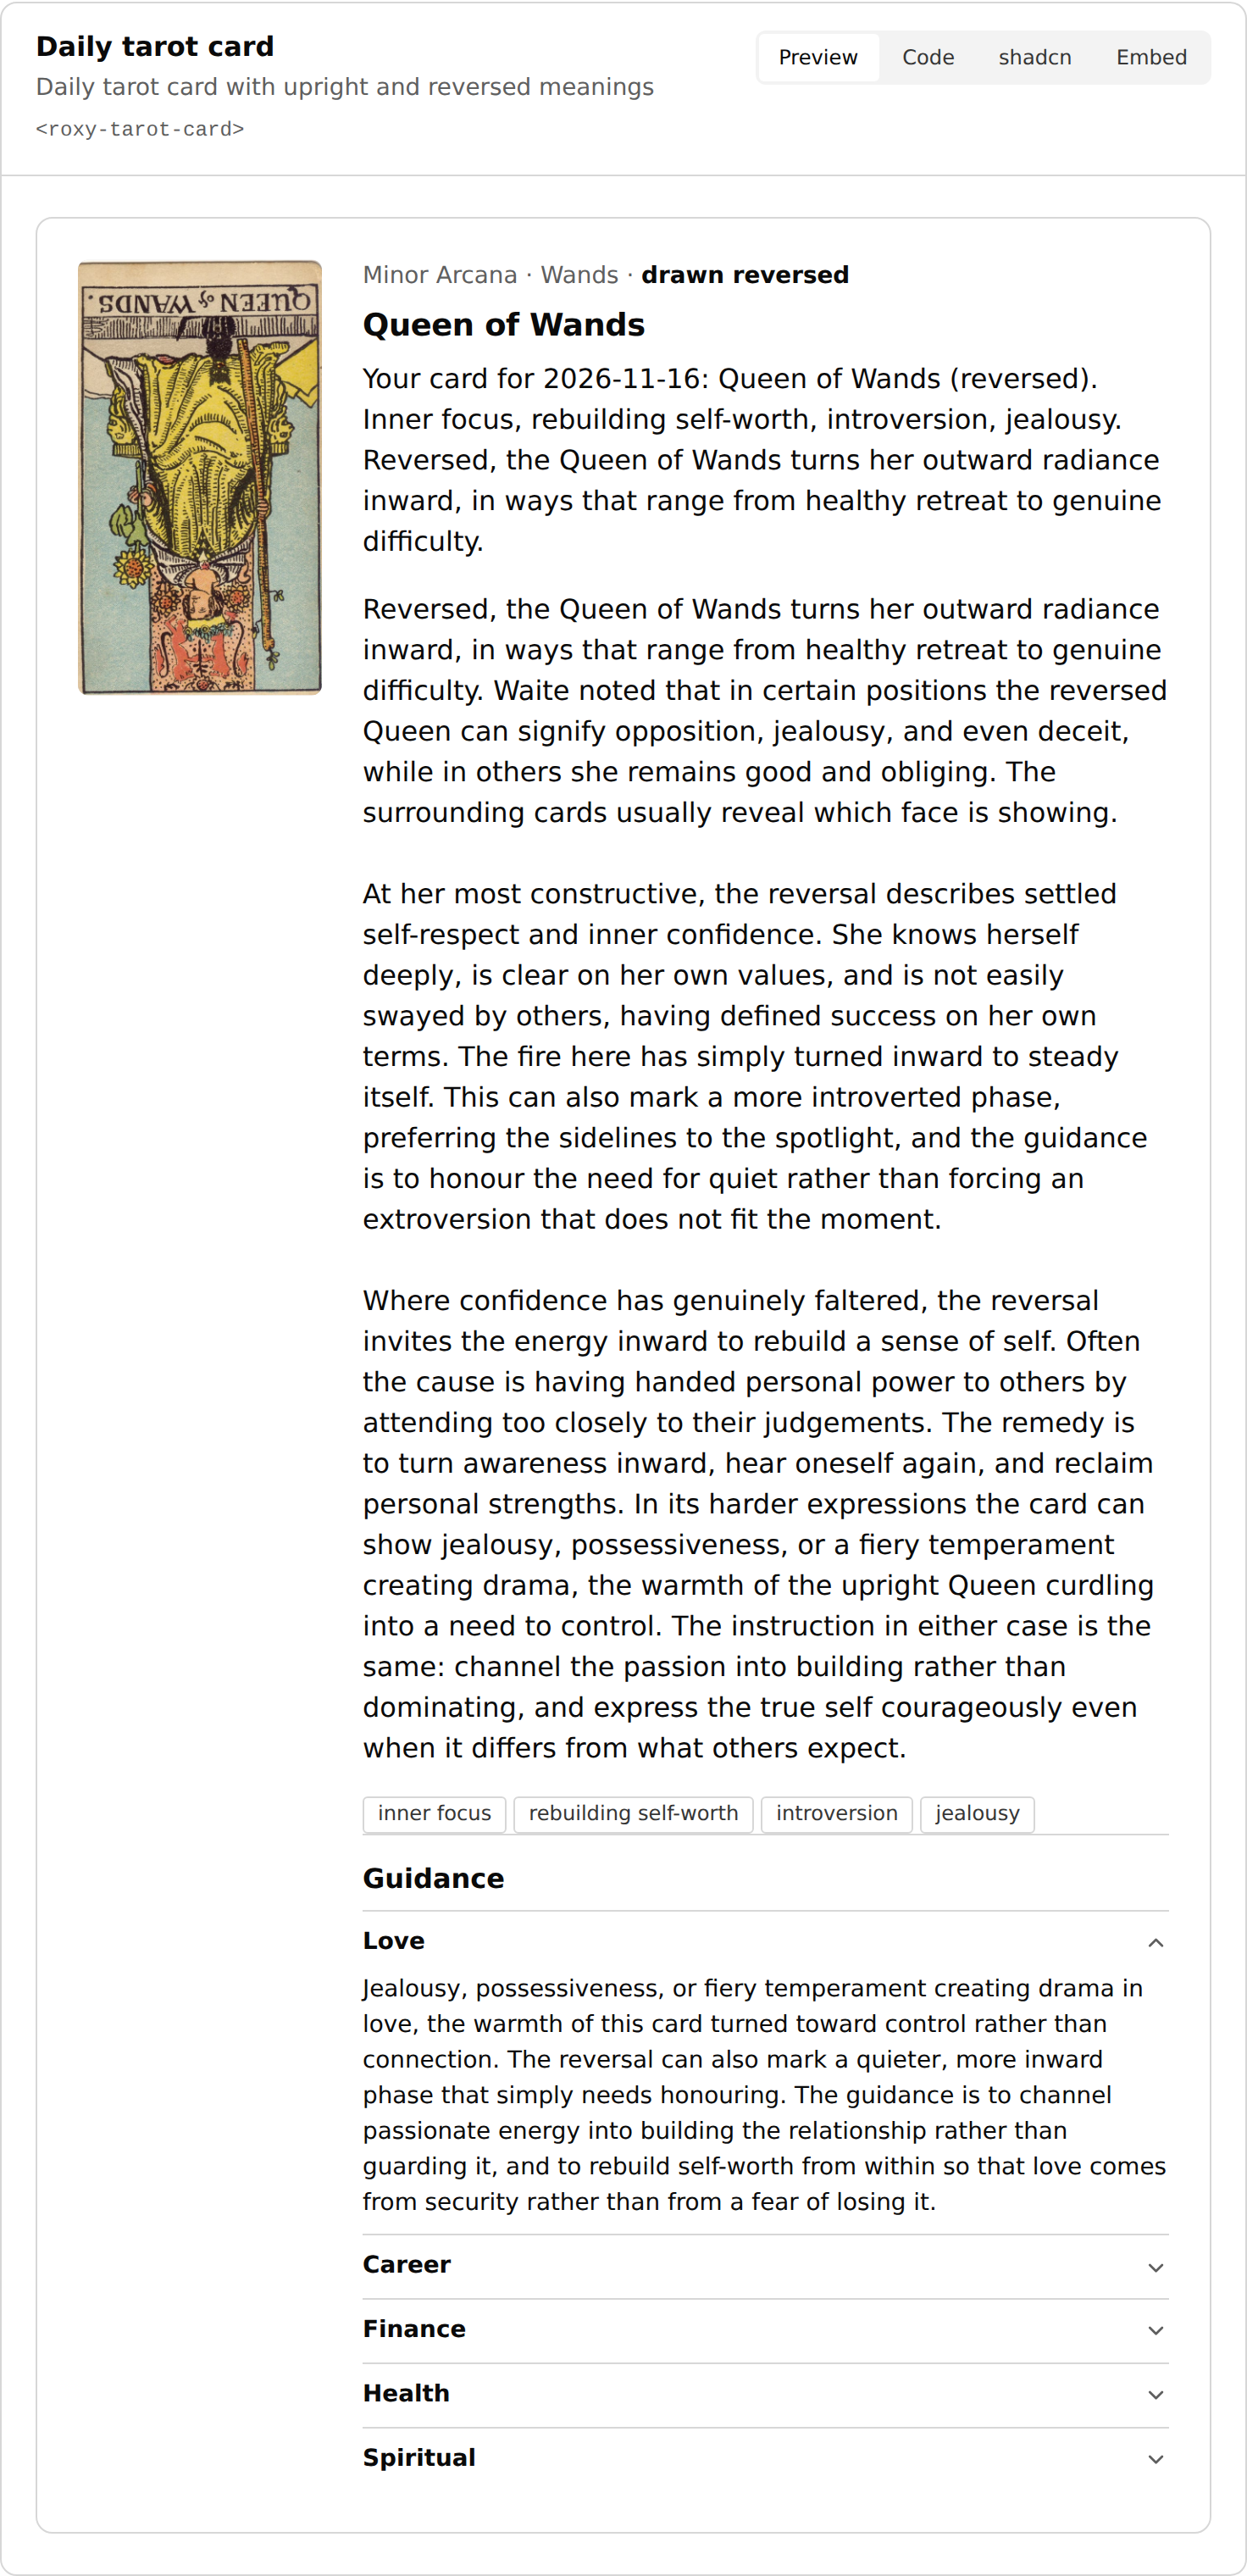 Daily tarot card
Daily tarot card with upright and reversed meanings
<roxy-tarot-card>
Preview
Code
shadcn
Embed
QUEEN of WANDS.
Minor Arcana · Wands · drawn reversed
Queen of Wands
Your card for 2026-11-16: Queen of Wands (reversed).
Inner focus, rebuilding self-worth, introversion, jealousy.
Reversed, the Queen of Wands turns her outward radiance
inward, in ways that range from healthy retreat to genuine
difficulty.
Reversed, the Queen of Wands turns her outward radiance
inward, in ways that range from healthy retreat to genuine
difficulty. Waite noted that in certain positions the reversed
Queen can signify opposition, jealousy, and even deceit,
while in others she remains good and obliging. The
surrounding cards usually reveal which face is showing.
At her most constructive, the reversal describes settled
self-respect and inner confidence. She knows herself
deeply, is clear on her own values, and is not easily
swayed by others, having defined success on her own
terms. The fire here has simply turned inward to steady
itself. This can also mark a more introverted phase,
preferring the sidelines to the spotlight, and the guidance
is to honour the need for quiet rather than forcing an
extroversion that does not fit the moment.
Where confidence has genuinely faltered, the reversal
invites the energy inward to rebuild a sense of self. Often
the cause is having handed personal power to others by
attending too closely to their judgements. The remedy is
to turn awareness inward, hear oneself again, and reclaim
personal strengths. In its harder expressions the card can
show jealousy, possessiveness, or a fiery temperament
creating drama, the warmth of the upright Queen curdling
into a need to control. The instruction in either case is the
same: channel the passion into building rather than
dominating, and express the true self courageously even
when it differs from what others expect.
inner focus
rebuilding self-worth
introversion
jealousy
Guidance
Love
Jealousy, possessiveness, or fiery temperament creating drama in
love, the warmth of this card turned toward control rather than
connection. The reversal can also mark a quieter, more inward
phase that simply needs honouring. The guidance is to channel
passionate energy into building the relationship rather than
guarding it, and to rebuild self-worth from within so that love comes
from security rather than from a fear of losing it.
Career
Finance
Health
Spiritual